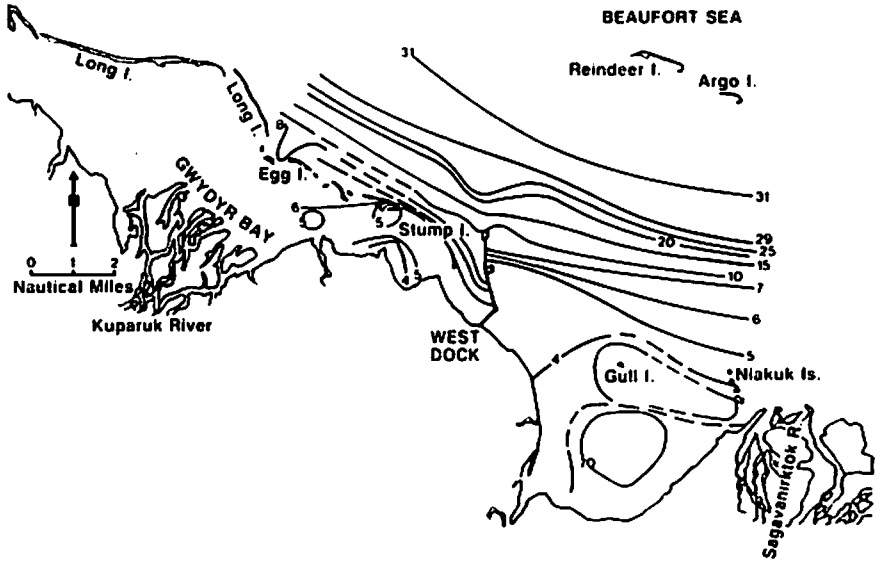 BEAUFORT SEA
31
Reindeer I.
Argo I.
Long I.
Long I.
8
Egg I.
GWYDYR BAY
31
6
5
5
Stump I.
20
29
25
15
10
7
6
5
0 1 2
Nautical Miles
Kuparuk River
4
5
WEST
DOCK
4
Gull I.
Niakuk Is.
Sagavanirktok R.